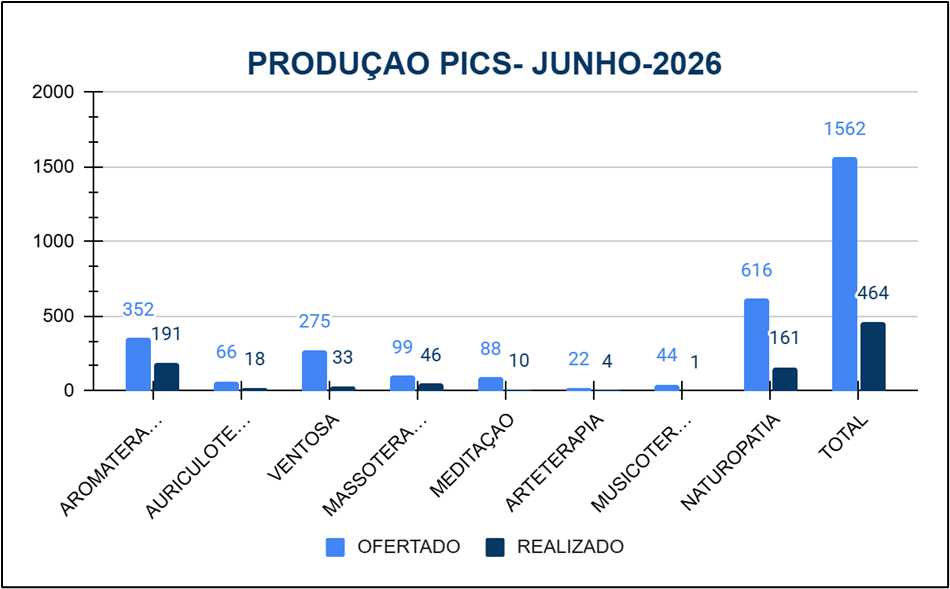 PRODUÇAO PICS- JUNHO-2026
2000
1500
1000
500
0
352
191
66
18
275
33
99
46
88
10
22
4
44
1
616
161
1562
464
AROMATERA...
AURICULOTE...
VENTOSA
MASSOTERA...
MEDITAÇAO
ARTETERAPIA
MUSICOTER...
NATUROPATIA
TOTAL
OFERTADO
REALIZADO